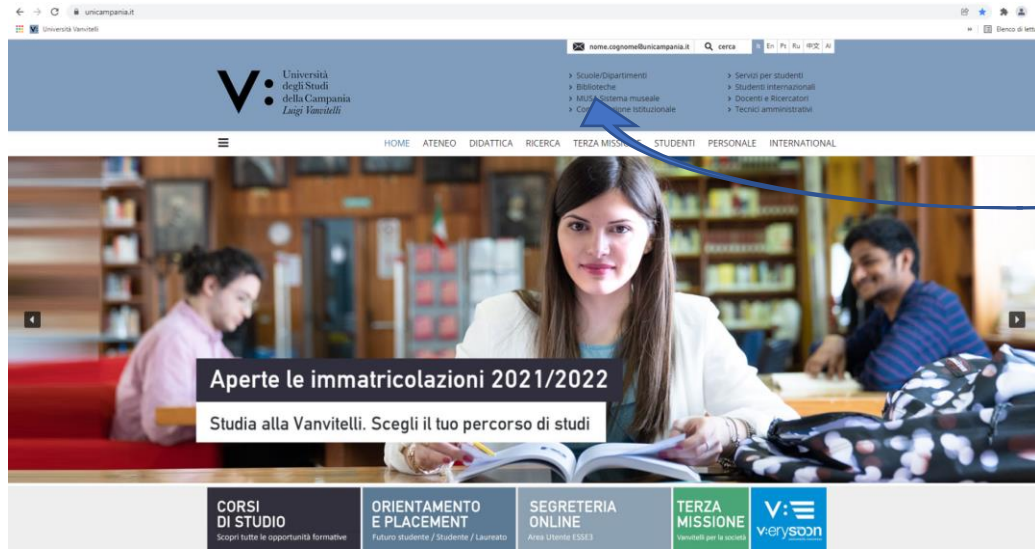 unicampania.it
Università Vanvitelli
Elenco di lettu
nome.cognome@unicampania.it
cerca
It En Ps Ru 中文 Al
V:
Università
degli Studi
della Campania
Luigi Vanvitelli
> Scuole/Dipartimenti
> Biblioteche
> MUSA Sistema museale
Istituzionale
> Servizi per studenti
> Studenti internazionali
> Docenti e Ricercatori
> Tecnici amministrativi
HOME ATENEO DIDATTICA RICERCA TERZA MISSIONE STUDENTI PERSONALE INTERNATIONAL
Aperte le immatricolazioni 2021/2022
Studia alla Vanvitelli. Scegli il tuo percorso di studi
CORSI
DI STUDIO
Scopri tutte le opportunità formative
ORIENTAMENTO
E PLACEMENT
Futuro studente / Studente / Laureato
SEGRETERIA
ONLINE
Area Utente ESSE3
TERZA
MISSIONE
Vanvitelli per la società
V:
v:erysoon